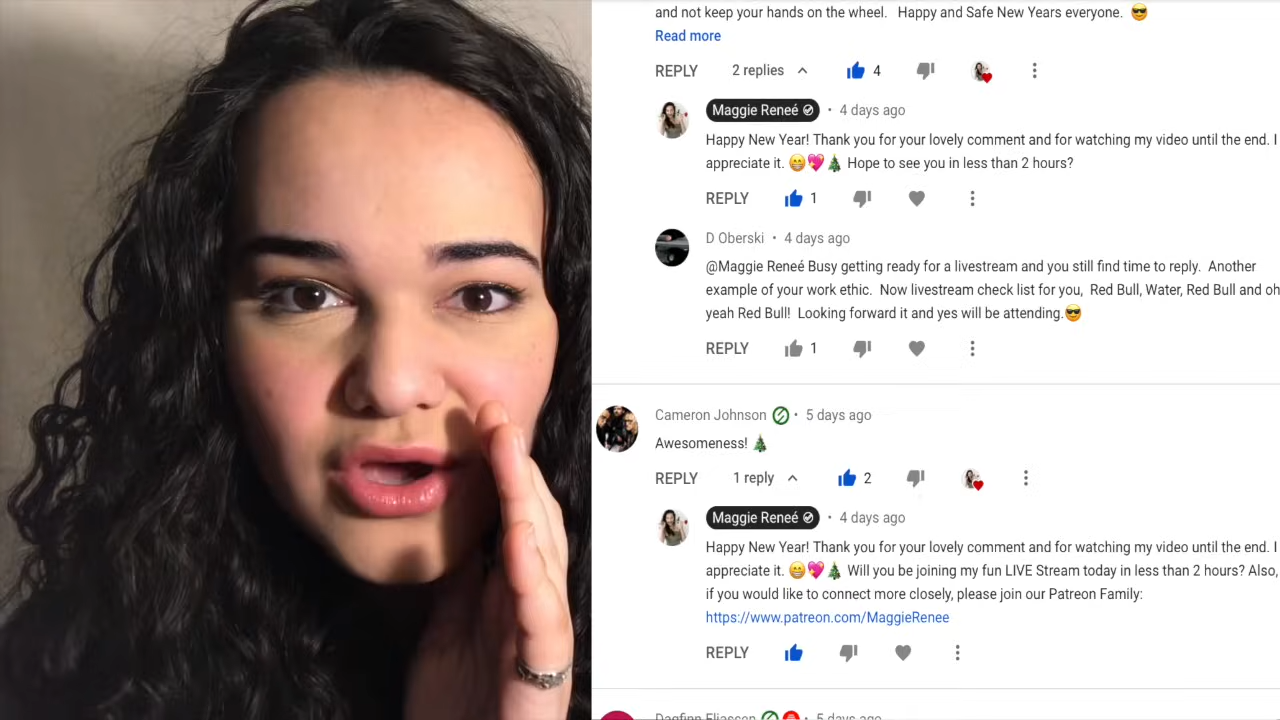 and not keep your hands on the wheel. Happy and Safe New Years everyone. 😎
Read more
REPLY 2 replies 4
Maggie Reneé • 4 days ago
Happy New Year! Thank you for your lovely comment and for watching my video until the end. I
appreciate it. 😁💖🎄 Hope to see you in less than 2 hours?
REPLY 1
D Oberski • 4 days ago
@Maggie Reneé Busy getting ready for a livestream and you still find time to reply. Another
example of your work ethic. Now livestream check list for you, Red Bull, Water, Red Bull and oh
yeah Red Bull! Looking forward it and yes will be attending.😎
REPLY 1
Cameron Johnson • 5 days ago
Awesomeness! 🎄
REPLY 1 reply 2
Maggie Reneé • 4 days ago
Happy New Year! Thank you for your lovely comment and for watching my video until the end. I
appreciate it. 😁💖🎄 Will you be joining my fun LIVE Stream today in less than 2 hours? Also,
if you would like to connect more closely, please join our Patreon Family:
https://www.patreon.com/MaggieRenee
REPLY
Dagfinn Eliassen • 5 days ago